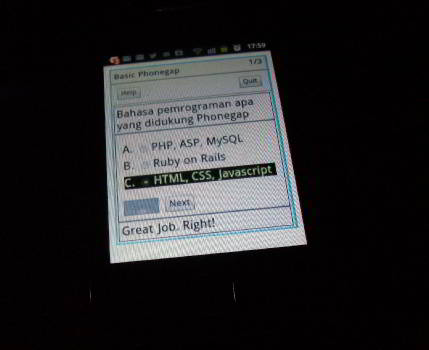 17:59
Basic Phonegap 1/3
Help Quit
Bahasa pemrograman apa
yang didukung Phonegap
A. PHP, ASP, MySQL
B. Ruby on Rails
C. HTML, CSS, Javascript
Next
Great Job. Right!